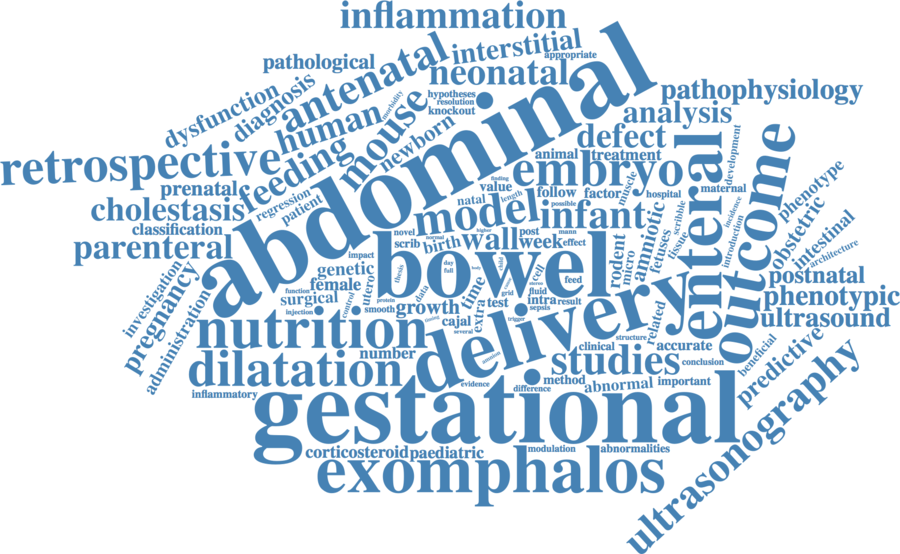 inflammation
abdominal
interstitial
appropriate
antenatal
pathological
neonatal
pathophysiology
dysfunction
diagnosis
morbidity
hypotheses
resolution
knockout
analysis
human
mouse
newborn
defect
retrospective
feeding
animal
treatment
development
embryo
enteral
outcome
prenatal
regression
patient
finding
value
natal
length
follow
factor
muscle
hospital
maternal
phenotype
cholestasis
classification
model
possible
infant
amniotic
scribble
tissue
fetuses
incidence
introduction
obstetric
intestinal
architecture
parenteral
novel
scrib
normal
birth
wall
higher
week
post
mann
effect
rodent
micro
investigation
pregnancy
administration
impact
genetic
female
bowel
thesis
day
full
body
child
cell
feed
postnatal
phenotypic
function
surgical
injection
uterol
control
protein
smooth
data
growth
time
extra
test
grid
fluid
intra
result
sepsis
ultrasound
nutrition
cajal
several
trigger
delivery
related
structure
clinical
accurate
beneficial
predictive
dilatation
number
studies
conclusion
inflammatory
evidence
difference
method
abnormal
important
gestational
ultrasonography
corticosteroid
paediatric
modulation
abnormalities
exomphalos